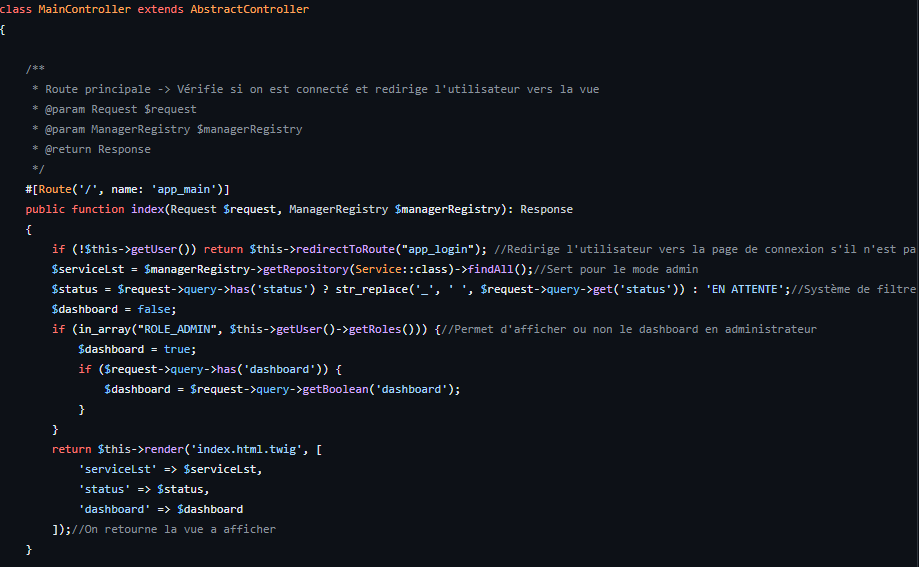 class MainController extends AbstractController
{
/**
* Route principale -> Vérifie si on est connecté et redirige l'utilisateur vers la vue
* @param Request $request
* @param ManagerRegistry $managerRegistry
* @return Response
*/
#[Route('/', name: 'app_main')]
public function index(Request $request, ManagerRegistry $managerRegistry): Response
{
if (!$this->getUser()) return $this->redirectToRoute("app_login"); //Redirige l'utilisateur vers la page de connexion s'il n'est pa
$serviceLst = $managerRegistry->getRepository(Service::class)->findAll();//Sert pour le mode admin
$status = $request->query->has('status') ? str_replace('_', ' ', $request->query->get('status')) : 'EN ATTENTE';//Système de filtre
$dashboard = false;
if (in_array("ROLE_ADMIN", $this->getUser()->getRoles())) {//Permet d'afficher ou non le dashboard en administrateur
$dashboard = true;
if ($request->query->has('dashboard')) {
$dashboard = $request->query->getBoolean('dashboard');
}
}
return $this->render('index.html.twig', [
'serviceLst' => $serviceLst,
'status' => $status,
'dashboard' => $dashboard
]);//On retourne la vue a afficher
}